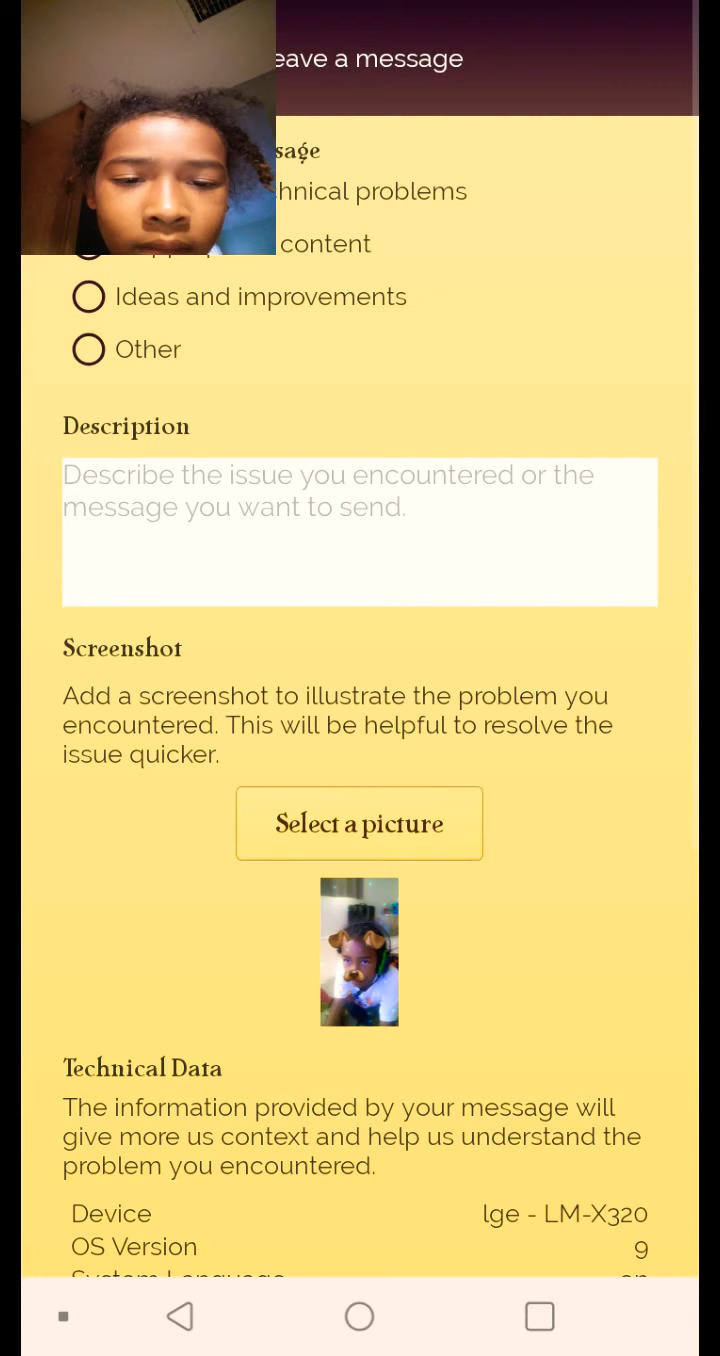 eave a message
sage
hnical problems
content
Ideas and improvements
Other
Description
Describe the issue you encountered or the
message you want to send.
Screenshot
Add a screenshot to illustrate the problem you
encountered. This will be helpful to resolve the
issue quicker.
Select a picture
Technical Data
The information provided by your message will
give more us context and help us understand the
problem you encountered.
Device lge - LM-X320
OS Version 9
System Language en